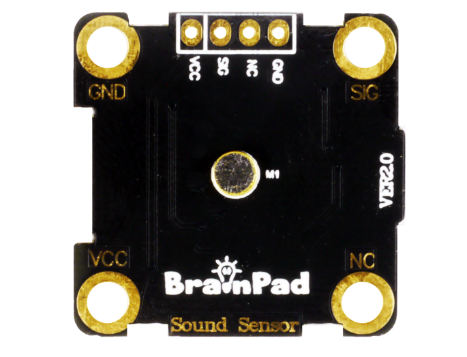 VCC SIG NC GND
GND SIG
M1
VER2.0
VCC NC
BrainPad
Sound Sensor